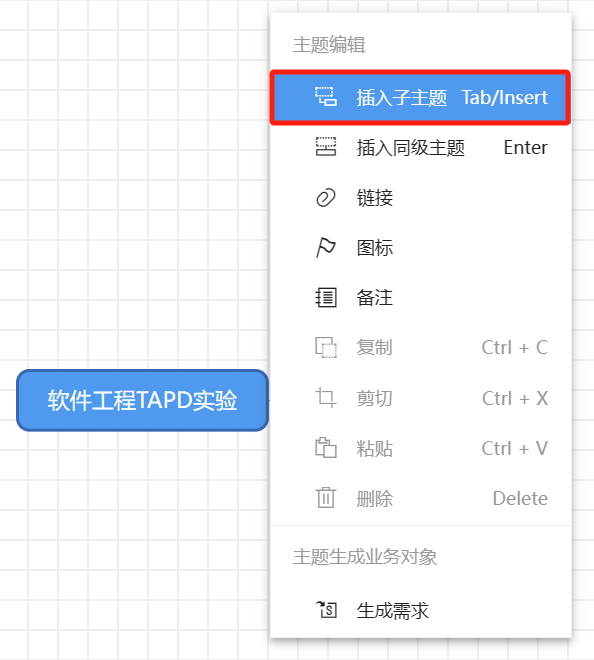 主题编辑
插入子主题 Tab/Insert
插入同级主题 Enter
链接
图标
备注
复制 Ctrl + C
剪切 Ctrl + X
软件工程TAPD实验
粘贴 Ctrl + V
删除 Delete
主题生成业务对象
生成需求